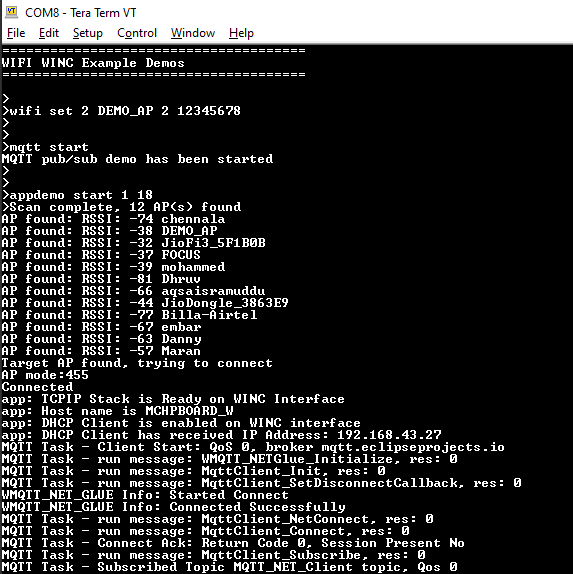 COM8 - Tera Term VT
File Edit Setup Control Window Help
========================================
WIFI WINC Example Demos
========================================
>
>wifi set 2 DEMO_AP 2 12345678
>
>
>mqtt start
MQTT pub/sub demo has been started
>
>
>appdemo start 1 18
>Scan complete, 12 AP(s) found
AP found: RSSI: -74 chennala
AP found: RSSI: -38 DEMO_AP
AP found: RSSI: -32 JioFi3_5F1B0B
AP found: RSSI: -37 FOCUS
AP found: RSSI: -39 mohammed
AP found: RSSI: -81 Dhruv
AP found: RSSI: -66 aqsaisramuddu
AP found: RSSI: -44 JioDongle_3863E9
AP found: RSSI: -77 Billa-Airtel
AP found: RSSI: -67 embar
AP found: RSSI: -63 Danny
AP found: RSSI: -57 Maran
Target AP found, trying to connect
AP mode:455
Connected
app: TCPIP Stack is Ready on WINC Interface
app: Host name is MCHPBOARD_W
app: DHCP Client is enabled on WINC interface
app: DHCP Client has received IP Address: 192.168.43.27
MQTT Task - Client Start: QoS 0, broker mqtt.eclipseprojects.io
MQTT Task - run message: WMQTT_NETGlue_Initialize, res: 0
MQTT Task - run message: MqttClient_Init, res: 0
MQTT Task - run message: MqttClient_SetDisconnectCallback, res: 0
WMQTT_NET_GLUE Info: Started Connect
WMQTT_NET_GLUE Info: Connected Successfully
MQTT Task - run message: MqttClient_NetConnect, res: 0
MQTT Task - run message: MqttClient_Connect, res: 0
MQTT Task - Connect Ack: Return Code 0, Session Present No
MQTT Task - run message: MqttClient_Subscribe, res: 0
MQTT Task - Subscribed Topic MQTT_NET_Client topic, Qos 0